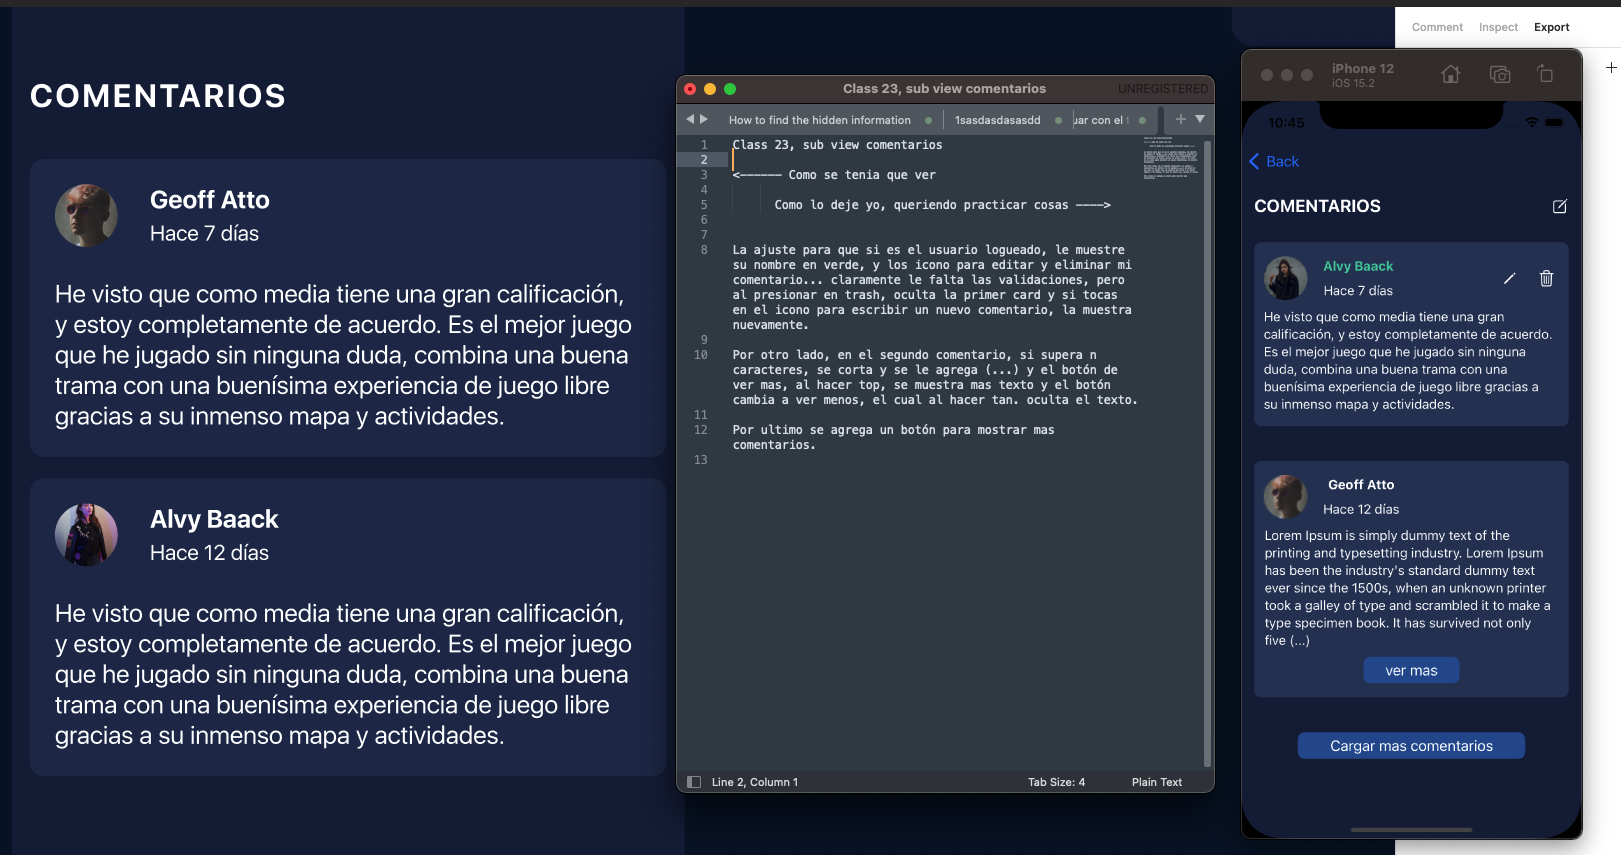 COMENTARIOS
Geoff Atto
Hace 7 días
He visto que como media tiene una gran calificación,
y estoy completamente de acuerdo. Es el mejor juego
que he jugado sin ninguna duda, combina una buena
trama con una buenísima experiencia de juego libre
gracias a su inmenso mapa y actividades.
Alvy Baack
Hace 12 días
He visto que como media tiene una gran calificación,
y estoy completamente de acuerdo. Es el mejor juego
que he jugado sin ninguna duda, combina una buena
trama con una buenísima experiencia de juego libre
gracias a su inmenso mapa y actividades.
Class 23, sub view comentarios
UNREGISTERED
How to find the hidden information
1sasdasdasasdd
uar con el
1 Class 23, sub view comentarios
2
3 <------ Como se tenia que ver
4
5 Como lo deje yo, queriendo practicar cosas ---->
6
7
8 La ajuste para que si es el usuario logueado, le muestre
su nombre en verde, y los icono para editar y eliminar mi
comentario... claramente le falta las validaciones, pero
al presionar en trash, oculta la primer card y si tocas
en el icono para escribir un nuevo comentario, la muestra
nuevamente.
9
10 Por otro lado, en el segundo comentario, si supera n
caracteres, se corta y se le agrega (...) y el botón de
ver mas, al hacer top, se muestra mas texto y el botón
cambia a ver menos, el cual al hacer tan. oculta el texto.
11
12 Por ultimo se agrega un botón para mostrar mas
comentarios.
13
Line 2, Column 1
Tab Size: 4
Plain Text
Comment
Inspect
Export
iPhone 12
iOS 15.2
10:45
Back
COMENTARIOS
Alvy Baack
Hace 7 días
He visto que como media tiene una gran
calificación, y estoy completamente de acuerdo.
Es el mejor juego que he jugado sin ninguna
duda, combina una buena trama con una
buenísima experiencia de juego libre gracias a
su inmenso mapa y actividades.
Geoff Atto
Hace 12 días
Lorem Ipsum is simply dummy text of the
printing and typesetting industry. Lorem Ipsum
has been the industry's standard dummy text
ever since the 1500s, when an unknown printer
took a galley of type and scrambled it to make a
type specimen book. It has survived not only
five (...)
ver mas
Cargar mas comentarios